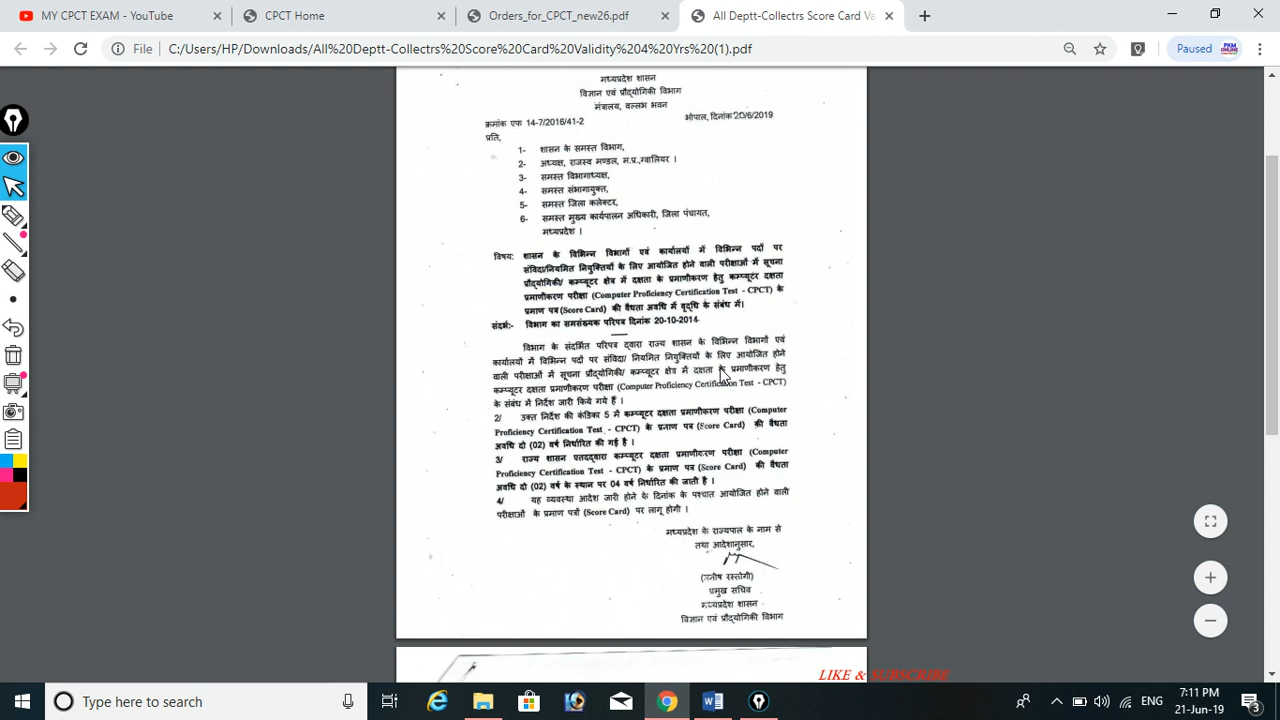 MY CPCT EXAM - YouTube
CPCT Home
Orders_for_CPCT_new26.pdf
All Deptt-Collectrs Score Card Va
File
C:/Users/HP/Downloads/All%20Deptt-Collectrs%20Score%20Card%20Validity%204%20Yrs%20(1).pdf
Paused
PKM ONLINE
मध्यप्रदेश शासन
विज्ञान एवं प्रौद्योगिकी विभाग
मंत्रालय, वल्लभ भवन
क्रमांक एफ 14-7/2016/41-2
भोपाल, दिनांक 20/6/2019
प्रति,
1- शासन के समस्त विभाग,
2- अध्यक्ष, राजस्व मण्डल, म.प्र.,ग्वालियर ।
3- समस्त विभागाध्यक्ष,
4- समस्त संभागायुक्त,
5- समस्त जिला कलेक्टर,
6- समस्त मुख्य कार्यपालन अधिकारी, जिला पंचायत,
मध्यप्रदेश ।
विषय: शासन के विभिन्न विभागों एवं कार्यालयों में विभिन्न पदों पर
संविदा/नियमित नियुक्तियों के लिए आयोजित होने वाली परीक्षाओं में सूचना
प्रौद्योगिकी/ कम्प्यूटर क्षेत्र में दक्षता के प्रमाणीकरण हेतु कम्प्यूटर दक्षता
प्रमाणीकरण परीक्षा (Computer Proficiency Certification Test - CPCT) के
प्रमाण पत्र(Score Card) की वैधता अवधि में वृध्दि के संबंध में।
संदर्भ:- विभाग का समसंख्यक परिपत्र दिनांक 20-10-2014
विभाग के संदर्भित परिपत्र द्वारा राज्य शासन के विभिन्न विभागों एवं
कार्यालयों में विभिन्न पदों पर संविदा/ नियमित नियुक्तियों के लिए आयोजित होने
वाली परीक्षाओं में सूचना प्रौद्योगिकी/ कम्प्यूटर क्षेत्र में दक्षता के प्रमाणीकरण हेतु
कम्प्यूटर दक्षता प्रमाणीकरण परीक्षा (Computer Proficiency Certification Test - CPCT)
के संबंध में निर्देश जारी किये गये हैं ।
2/ उक्त निर्देश की कंडिका 5 में कम्प्यूटर दक्षता प्रमाणीकरण परीक्षा (Computer
Proficiency Certification Test - CPCT) के प्रमाण पत्र (Score Card) की वैधता
अवधि दो (02) वर्ष निर्धारित की गई है ।
3/ राज्य शासन एतदद्वारा कम्प्यूटर दक्षता प्रमाणीकरण परीक्षा (Computer
Proficiency Certification Test - CPCT) के प्रमाण पत्र (Score Card) की वैधता
अवधि दो (02) वर्ष के स्थान पर 04 वर्ष निर्धारित की जाती है ।
4/ यह व्यवस्था आदेश जारी होने के दिनांक के पश्चात आयोजित होने वाली
परीक्षाओं के प्रमाण पत्रों (Score Card) पर लागू होगी ।
मध्यप्रदेश के राज्यपाल के नाम से
तथा आदेशानुसार,
(मनीष रस्तोगी)
प्रमुख सचिव
मध्यप्रदेश शासन
विज्ञान एवं प्रौद्योगिकी विभाग
LIKE & SUBSCRIBE
Type here to search
ENG
7:11 PM
21-Jun-19
3